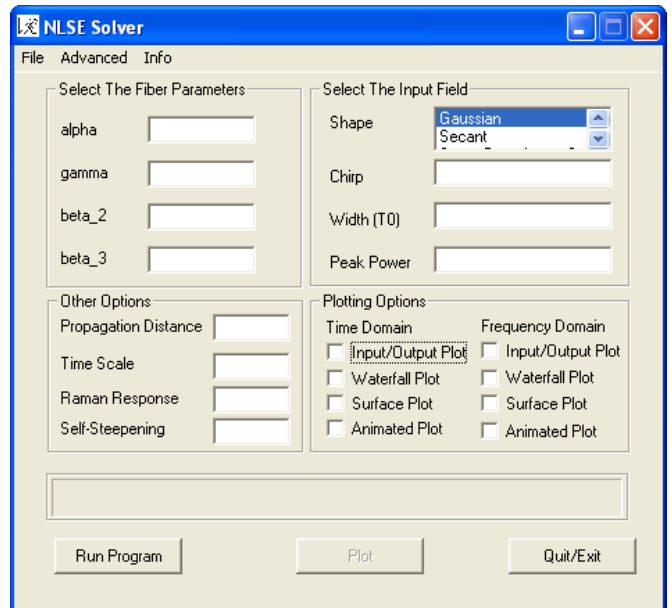 NLSE Solver
File Advanced Info
Select The Fiber Parameters
alpha
gamma
beta_2
beta_3
Select The Input Field
Shape
Gaussian
Secant
Chirp
Width (T0)
Peak Power
Other Options
Propagation Distance
Time Scale
Raman Response
Self-Steepening
Plotting Options
Time Domain
Input/Output Plot
Waterfall Plot
Surface Plot
Animated Plot
Frequency Domain
Input/Output Plot
Waterfall Plot
Surface Plot
Animated Plot
Run Program
Plot
Quit/Exit